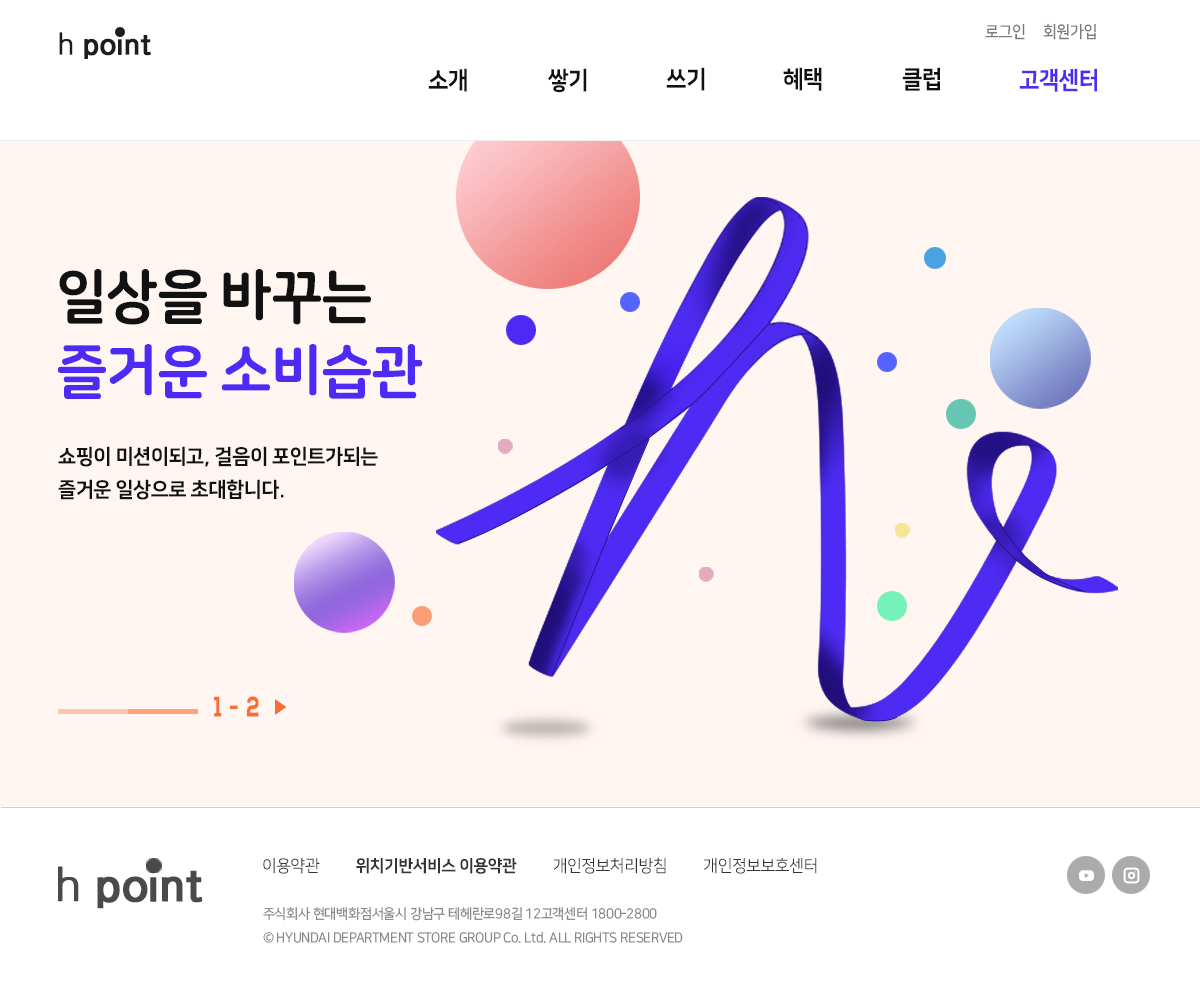 h point
로그인 회원가입
소개 쌓기 쓰기 혜택 클럽 고객센터
일상을 바꾸는
즐거운 소비습관
쇼핑이 미션이되고, 걸음이 포인트가되는
즐거운 일상으로 초대합니다.
1 - 2
h point
이용약관 위치기반서비스 이용약관 개인정보처리방침 개인정보보호센터
주식회사 현대백화점서울시 강남구 테헤란로98길 12고객센터 1800-2800
© HYUNDAI DEPARTMENT STORE GROUP Co. Ltd. ALL RIGHTS RESERVED